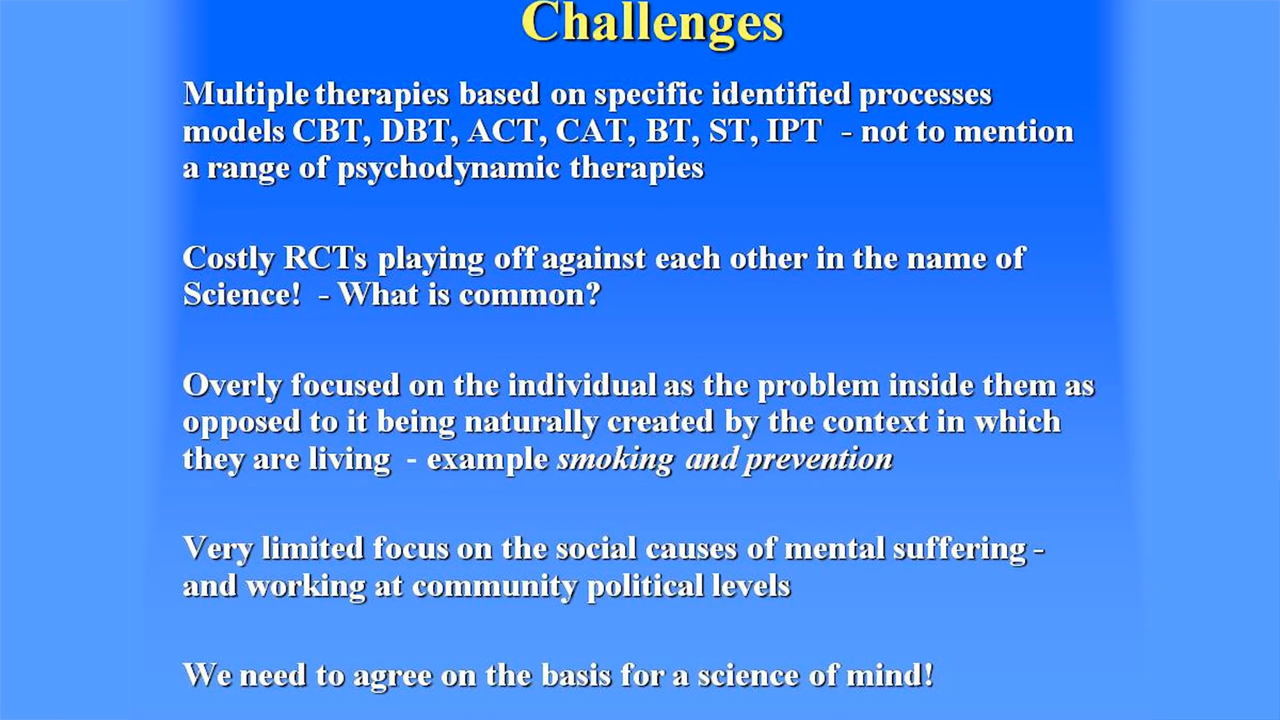 Challenges
Multiple therapies based on specific identified processes
models CBT, DBT, ACT, CAT, BT, ST, IPT - not to mention
a range of psychodynamic therapies
Costly RCTs playing off against each other in the name of
Science! - What is common?
Overly focused on the individual as the problem inside them as
opposed to it being naturally created by the context in which
they are living - example smoking and prevention
Very limited focus on the social causes of mental suffering -
and working at community political levels
We need to agree on the basis for a science of mind!